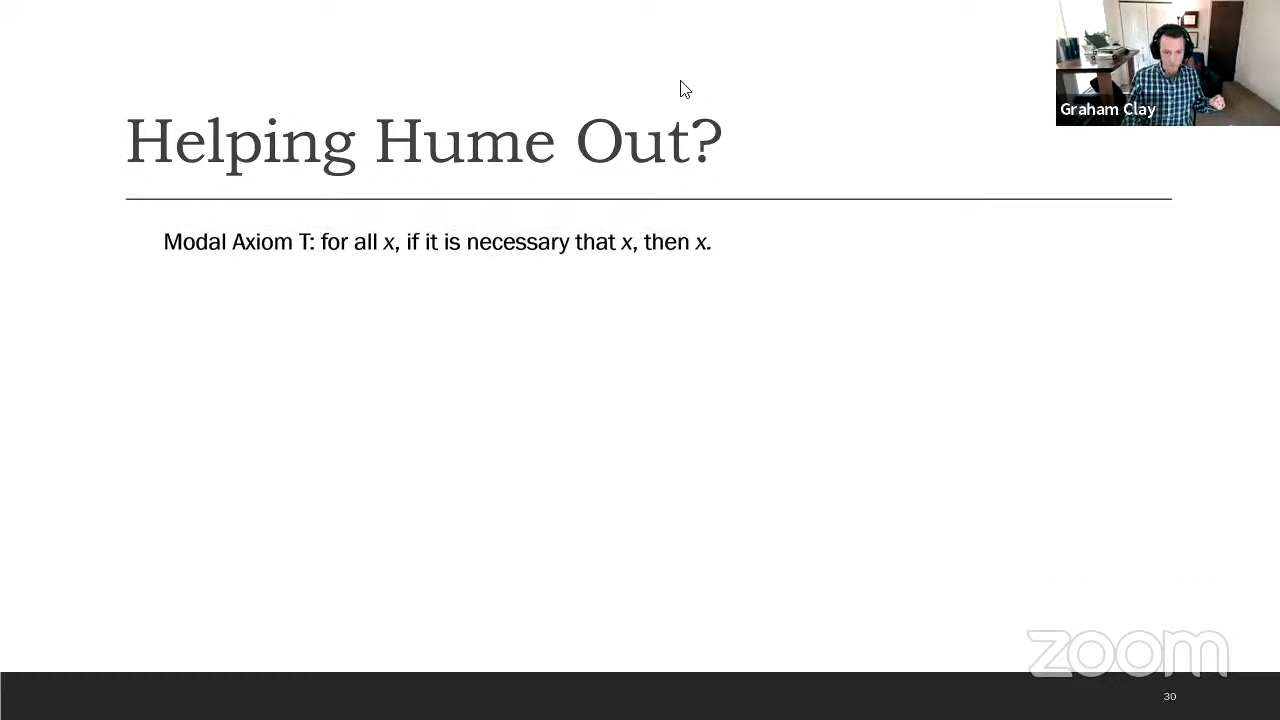 Graham Clay
Helping Hume Out?
Modal Axiom T: for all x, if it is necessary that x, then x.
zoom
30